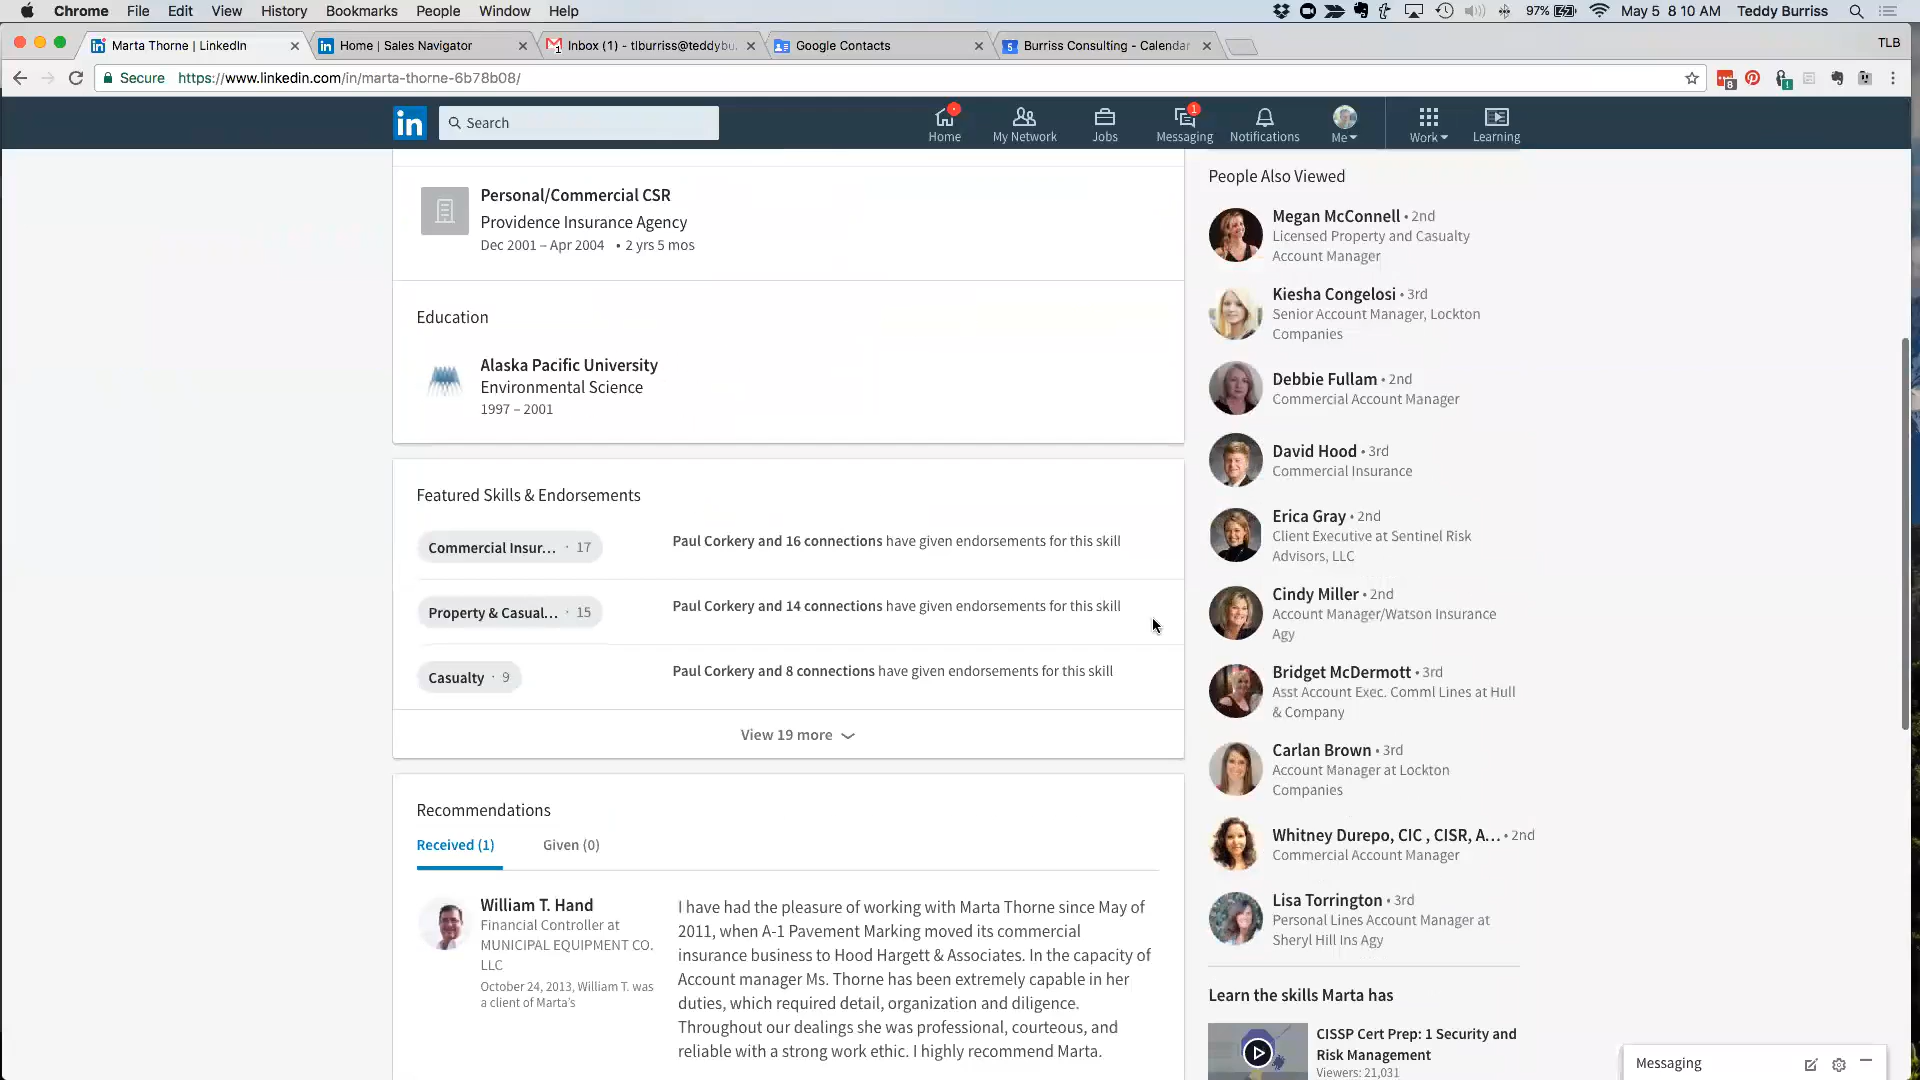 Chrome File Edit View History Bookmarks People Window Help
97% May 5 8 10 AM Teddy Burriss
Marta Thorne | LinkedIn
Home | Sales Navigator
Inbox (1) - tlburriss@teddybu.
Google Contacts
Burriss Consulting - Calendar
TLB
Secure https://www.linkedin.com/in/marta-thorne-6b78b08/
in
Search
Home
My Network
Jobs
1
Messaging
Notifications
Me
Work
Learning
Personal/Commercial CSR
Providence Insurance Agency
Dec 2001 – Apr 2004 • 2 yrs 5 mos
Education
Alaska Pacific University
Environmental Science
1997 – 2001
Featured Skills & Endorsements
Commercial Insur... · 17
Paul Corkery and 16 connections have given endorsements for this skill
Property & Casual... · 15
Paul Corkery and 14 connections have given endorsements for this skill
Casualty · 9
Paul Corkery and 8 connections have given endorsements for this skill
View 19 more
Recommendations
Received (1) Given (0)
William T. Hand
Financial Controller at
MUNICIPAL EQUIPMENT CO.
LLC
October 24, 2013, William T. was
a client of Marta's
I have had the pleasure of working with Marta Thorne since May of
2011, when A-1 Pavement Marking moved its commercial
insurance business to Hood Hargett & Associates. In the capacity of
Account manager Ms. Thorne has been extremely capable in her
duties, which required detail, organization and diligence.
Throughout our dealings she was professional, courteous, and
reliable with a strong work ethic. I highly recommend Marta.
People Also Viewed
Megan McConnell • 2nd
Licensed Property and Casualty
Account Manager
Kiesha Congelosi • 3rd
Senior Account Manager, Lockton
Companies
Debbie Fullam • 2nd
Commercial Account Manager
David Hood • 3rd
Commercial Insurance
Erica Gray • 2nd
Client Executive at Sentinel Risk
Advisors, LLC
Cindy Miller • 2nd
Account Manager/Watson Insurance
Agy
Bridget McDermott • 3rd
Asst Account Exec. Comml Lines at Hull
& Company
Carlan Brown • 3rd
Account Manager at Lockton
Companies
Whitney Durepo, CIC , CISR, A... • 2nd
Commercial Account Manager
Lisa Torrington • 3rd
Personal Lines Account Manager at
Sheryl Hill Ins Agy
Learn the skills Marta has
CISSP Cert Prep: 1 Security and
Risk Management
Viewers: 21,031
Messaging